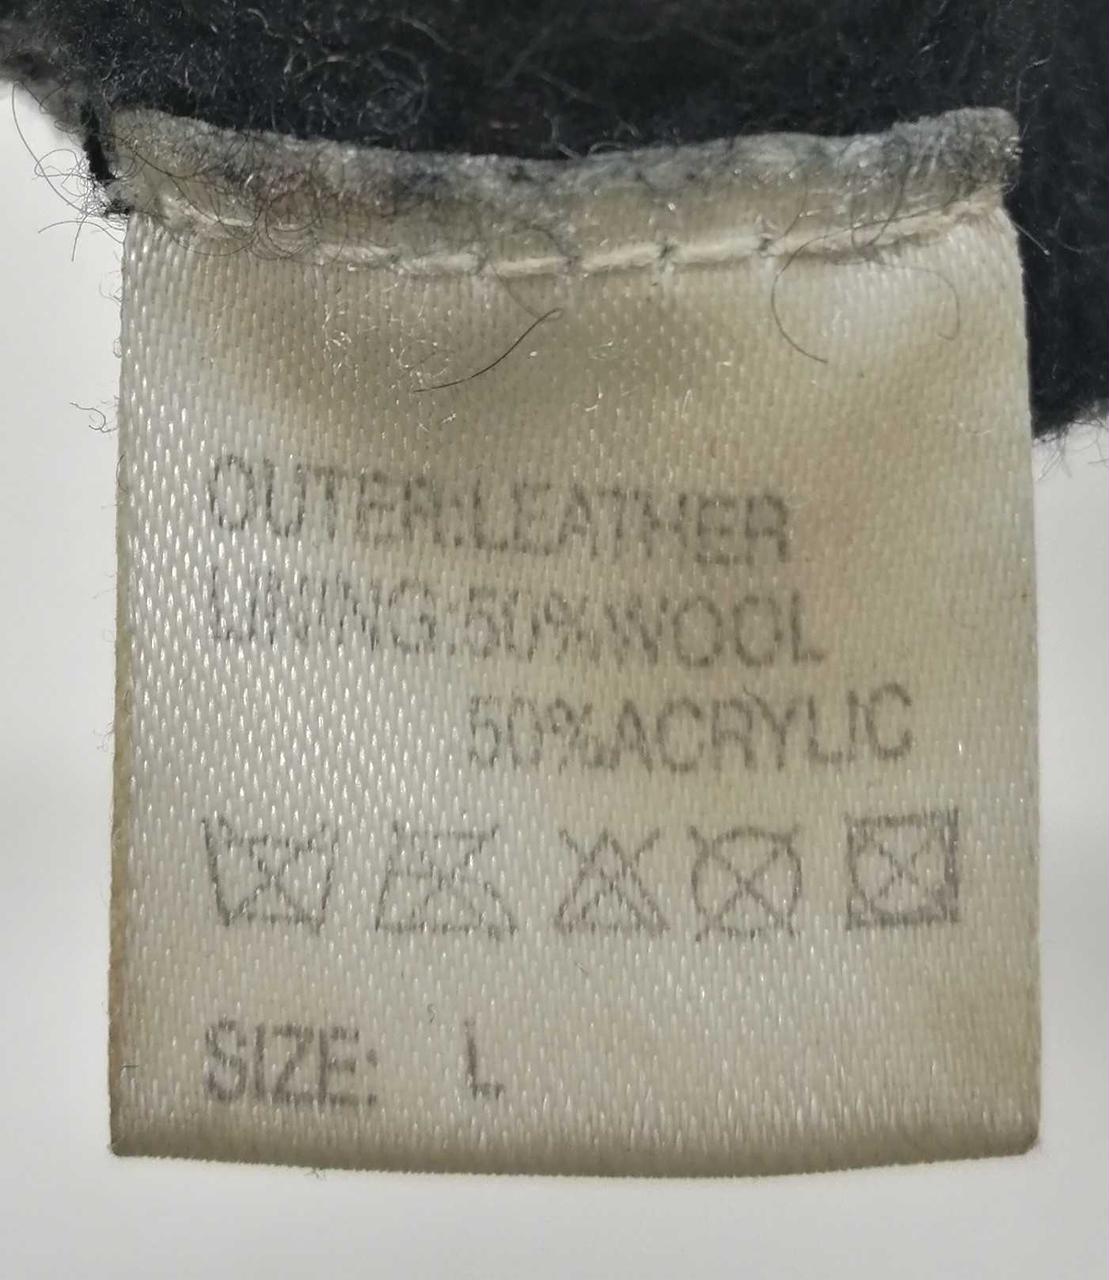 OUTER:LEATHER
LINING:50%WOOL
50%ACRYLIC
SIZE: L